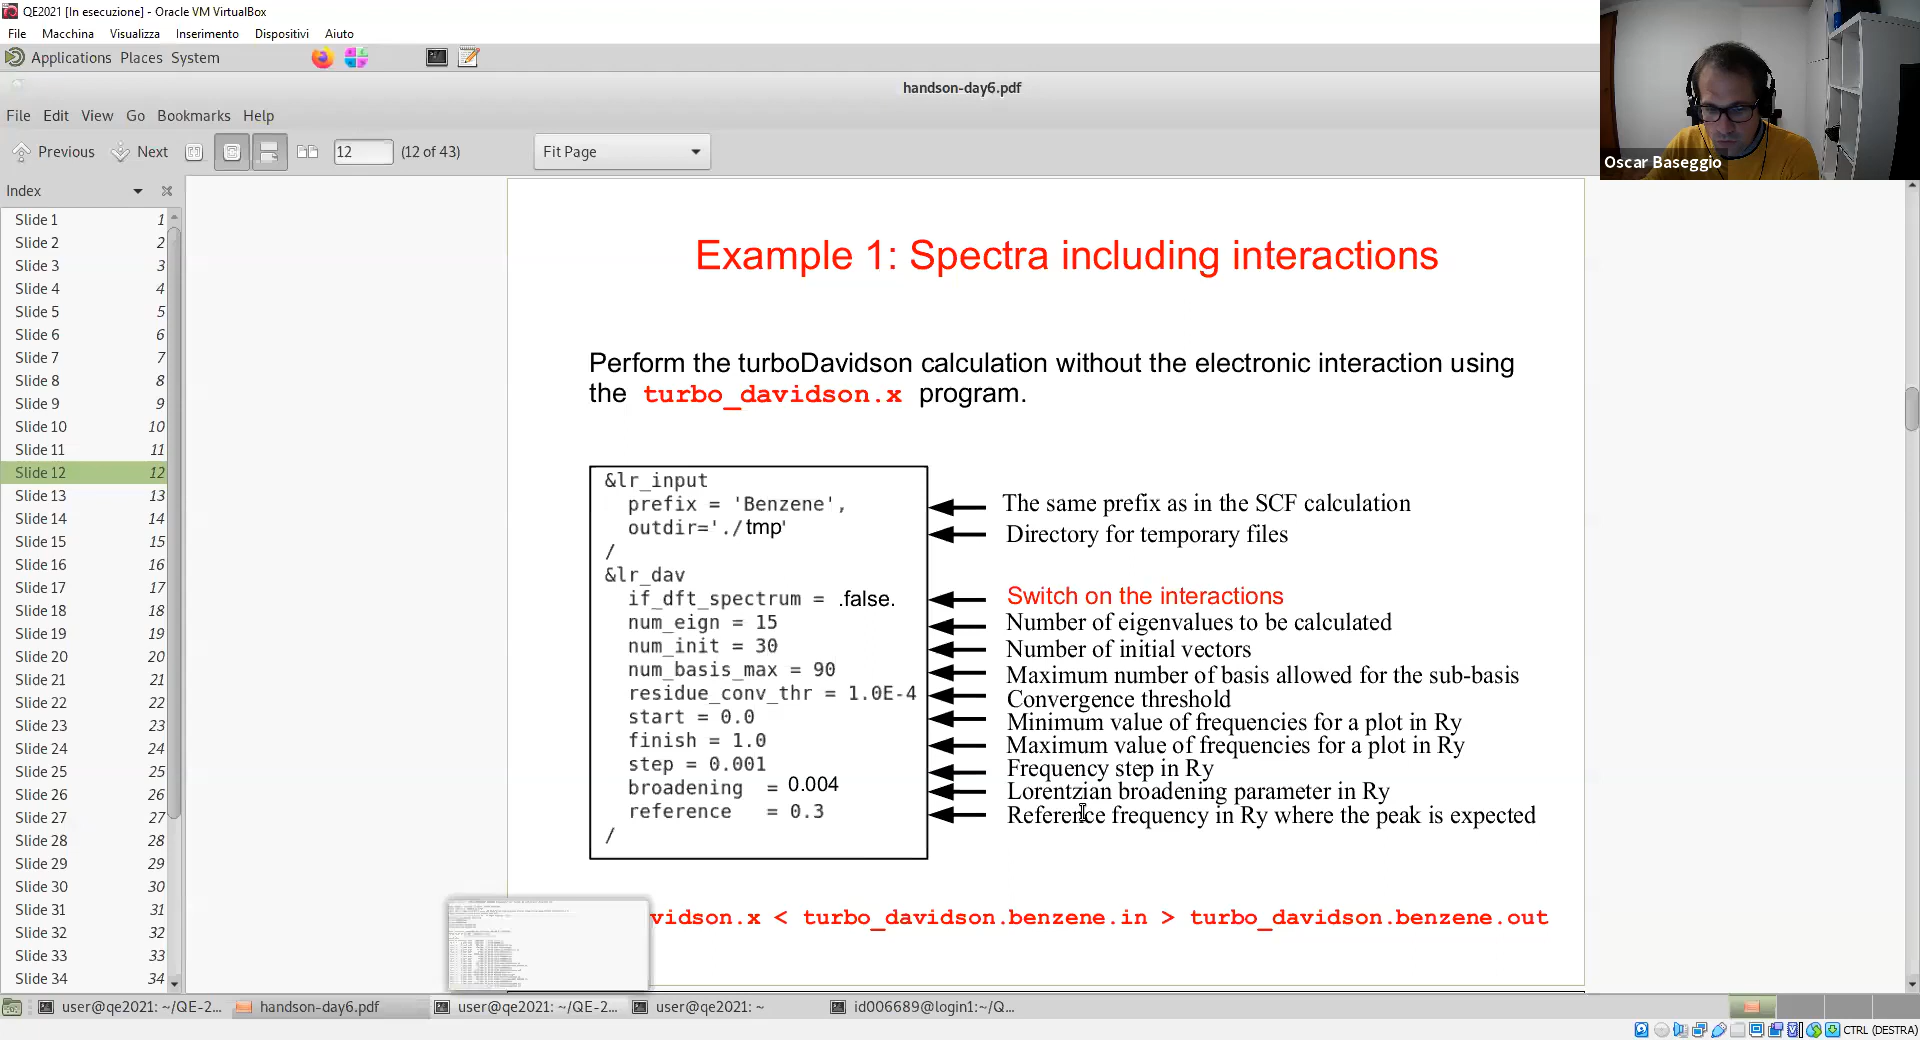 QE2021 [In esecuzione] - Oracle VM VirtualBox
File Macchina Visualizza Inserimento Dispositivi Aiuto
Applications Places System
handson-day6.pdf
File Edit View Go Bookmarks Help
Previous Next 12 (12 of 43) Fit Page
Oscar Baseggio
Index
Slide 1 1
Slide 2 2
Slide 3 3
Slide 4 4
Slide 5 5
Slide 6 6
Slide 7 7
Slide 8 8
Slide 9 9
Slide 10 10
Slide 11 11
Slide 12 12
Slide 13 13
Slide 14 14
Slide 15 15
Slide 16 16
Slide 17 17
Slide 18 18
Slide 19 19
Slide 20 20
Slide 21 21
Slide 22 22
Slide 23 23
Slide 24 24
Slide 25 25
Slide 26 26
Slide 27 27
Slide 28 28
Slide 29 29
Slide 30 30
Slide 31 31
Slide 32 32
Slide 33 33
Slide 34 34
Example 1: Spectra including interactions
Perform the turboDavidson calculation without the electronic interaction using
the turbo_davidson.x program.
&lr_input
prefix = 'Benzene', The same prefix as in the SCF calculation
outdir='./tmp' Directory for temporary files
/
&lr_dav
if_dft_spectrum = .false. Switch on the interactions
num_eign = 15 Number of eigenvalues to be calculated
num_init = 30 Number of initial vectors
num_basis_max = 90 Maximum number of basis allowed for the sub-basis
residue_conv_thr = 1.0E-4 Convergence threshold
start = 0.0 Minimum value of frequencies for a plot in Ry
finish = 1.0 Maximum value of frequencies for a plot in Ry
step = 0.001 Frequency step in Ry
broadening = 0.004 Lorentzian broadening parameter in Ry
reference = 0.3 Reference frequency in Ry where the peak is expected
/
vidson.x < turbo_davidson.benzene.in > turbo_davidson.benzene.out
user@qe2021: ~/QE-2... handson-day6.pdf user@qe2021: ~/QE-2... user@qe2021: ~ id006689@login1:~/Q...
CTRL (DESTRA)